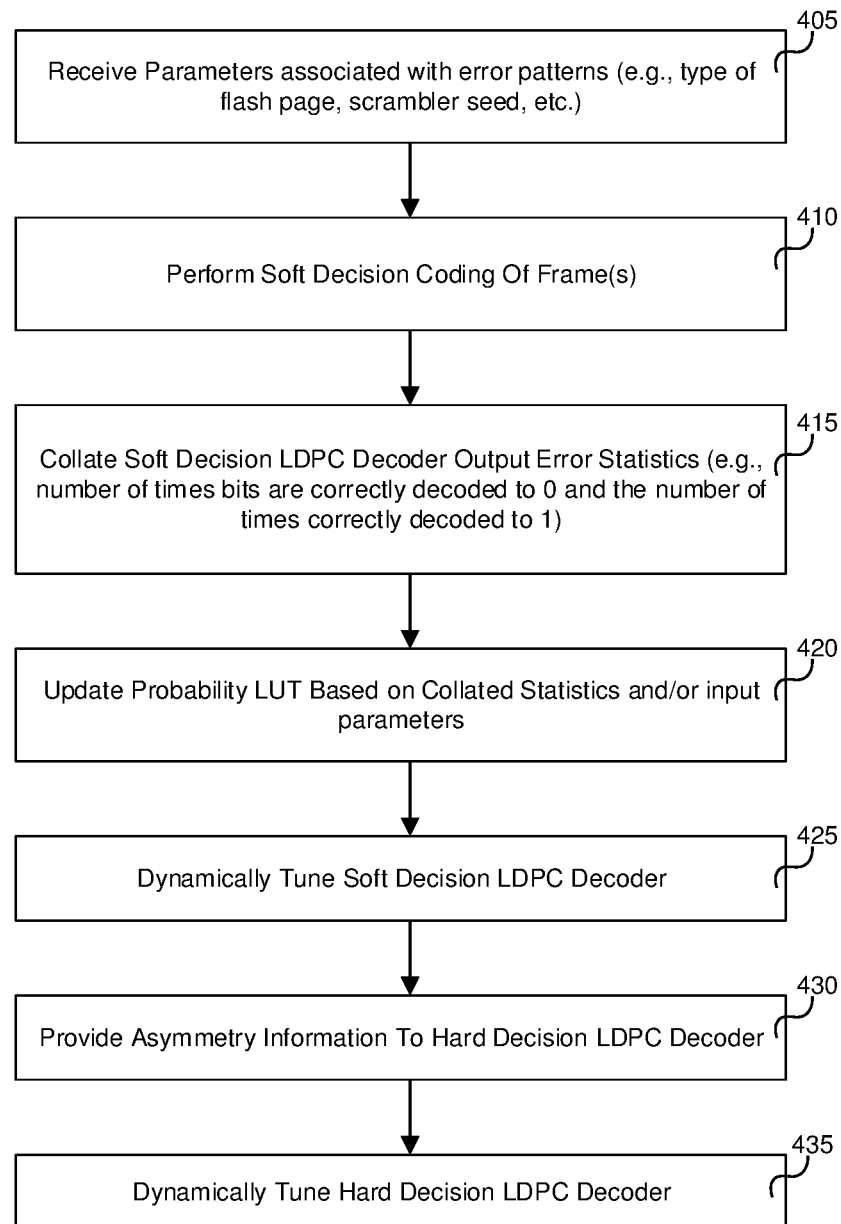 405
Receive Parameters associated with error patterns (e.g., type of
flash page, scrambler seed, etc.)
410
Perform Soft Decision Coding Of Frame(s)
415
Collate Soft Decision LDPC Decoder Output Error Statistics (e.g.,
number of times bits are correctly decoded to 0 and the number of
times correctly decoded to 1)
420
Update Probability LUT Based on Collated Statistics and/or input
parameters
425
Dynamically Tune Soft Decision LDPC Decoder
430
Provide Asymmetry Information To Hard Decision LDPC Decoder
435
Dynamically Tune Hard Decision LDPC Decoder